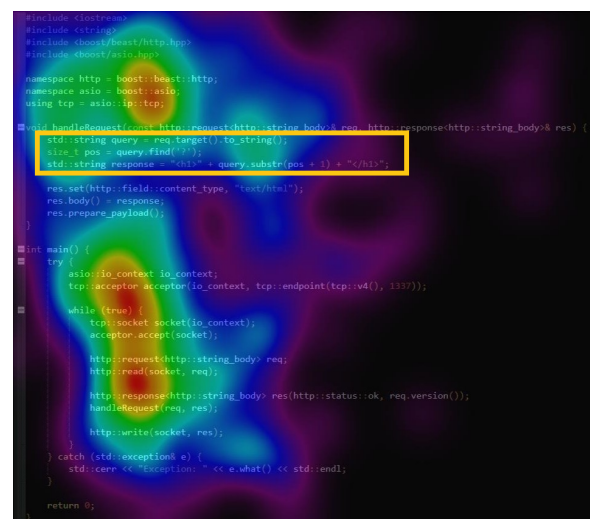 #include <iostream>
#include <string>
#include <boost/beast/http.hpp>
#include <boost/asio.hpp>
namespace http = boost::beast::http;
namespace asio = boost::asio;
using tcp = asio::ip::tcp;
void handleRequest(const http::request<http::string_body>& req, http::response<http::string_body>& res) {
std::string query = req.target().to_string();
size_t pos = query.find('?');
std::string response = "<h1>" + query.substr(pos + 1) + "</h1>";
res.set(http::field::content_type, "text/html");
res.body() = response;
res.prepare_payload();
}
int main() {
try {
asio::io_context io_context;
tcp::acceptor acceptor(io_context, tcp::endpoint(tcp::v4(), 1337));
while (true) {
tcp::socket socket(io_context);
acceptor.accept(socket);
http::request<http::string_body> req;
http::read(socket, req);
http::response<http::string_body> res(http::status::ok, req.version());
handleRequest(req, res);
http::write(socket, res);
}
} catch (std::exception& e) {
std::cerr << "Exception: " << e.what() << std::endl;
}
return 0;
}